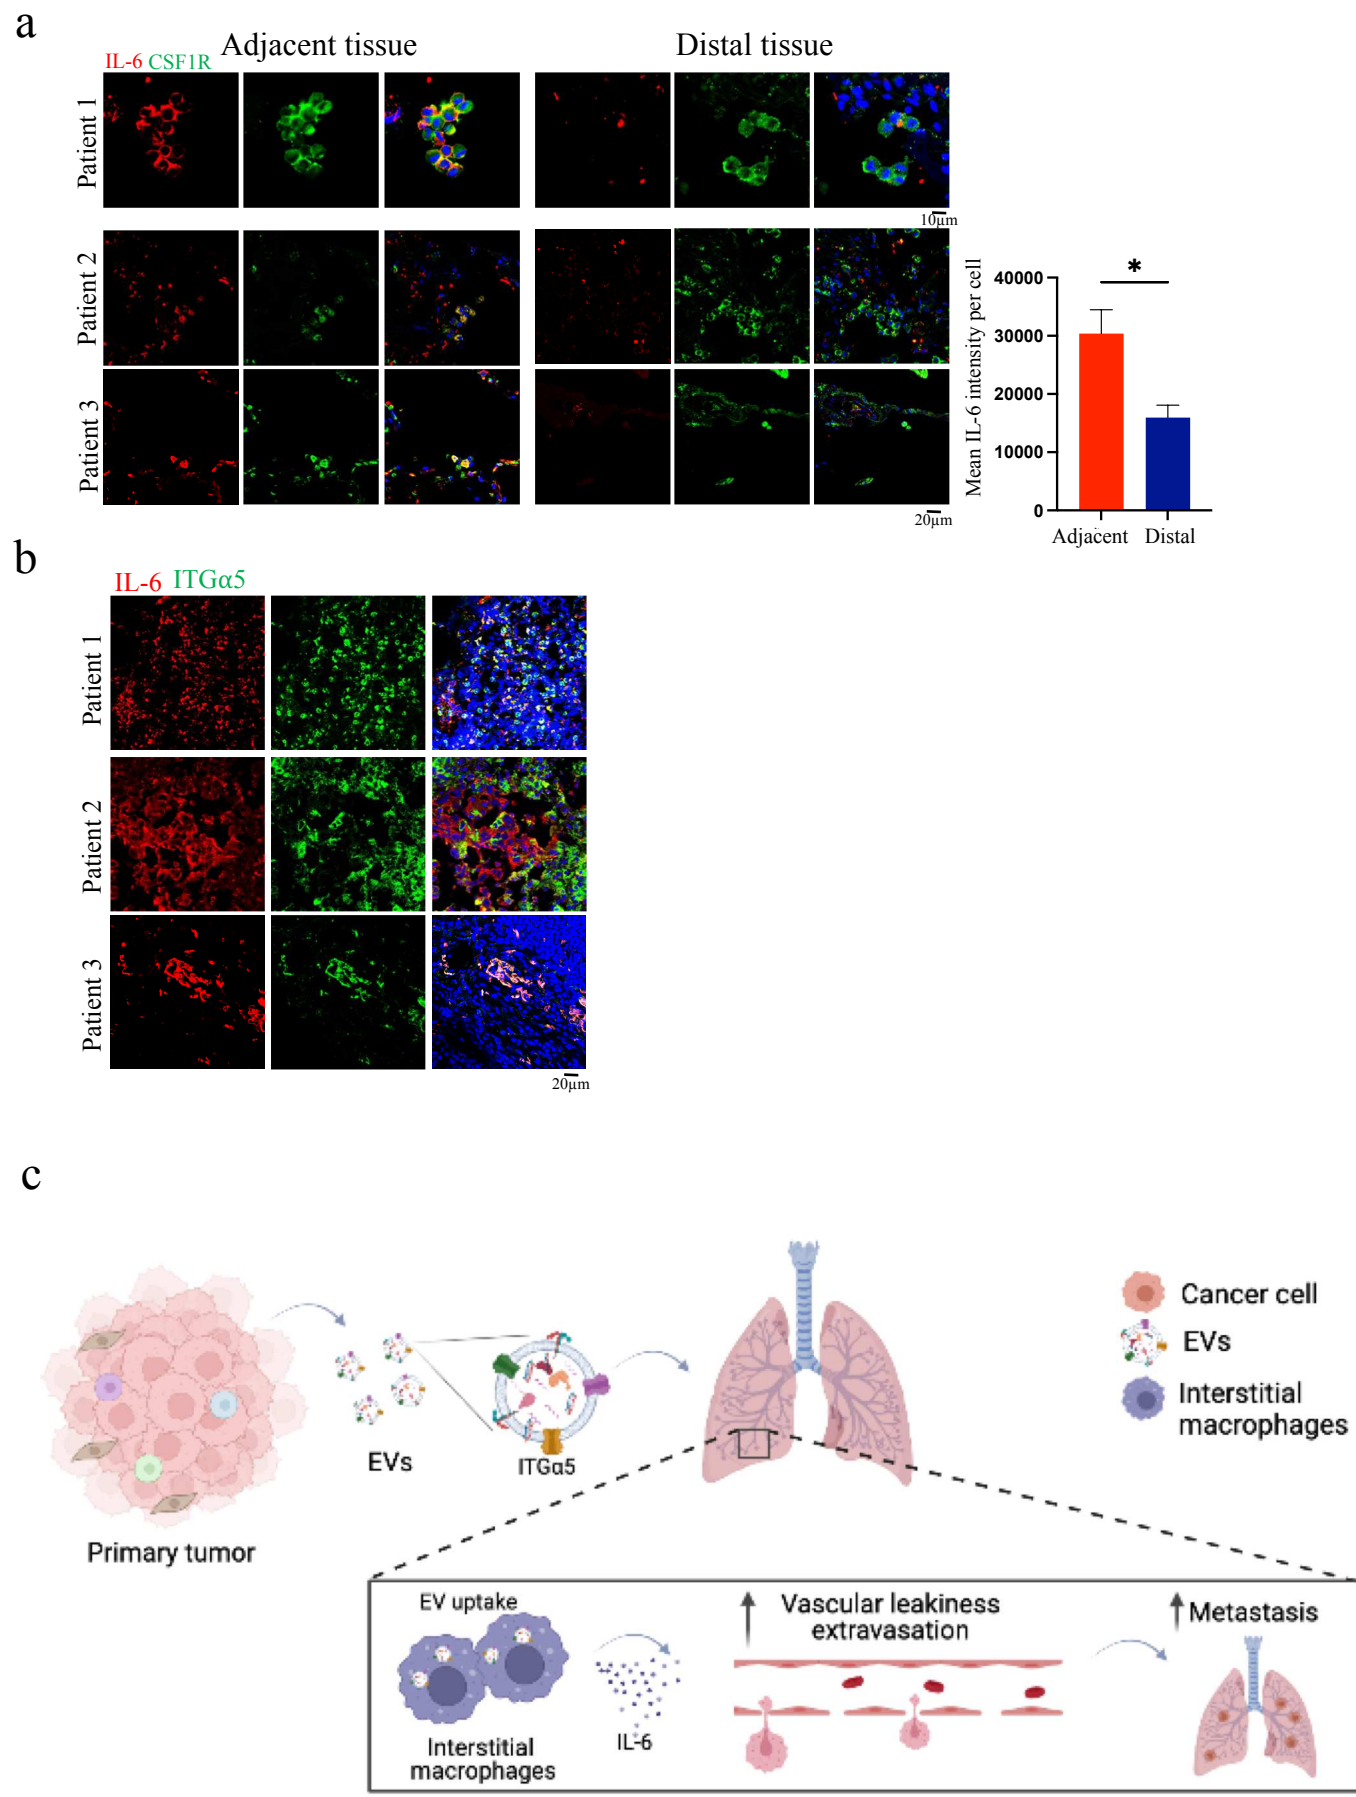 a
Adjacent tissue
Distal tissue
IL-6 CSF1R
Patient 1
10µm
Patient 2
Patient 3
20µm
Mean IL-6 intensity per cell
40000
30000
20000
10000
0
*
Adjacent Distal
b
IL-6 ITGα5
Patient 1
Patient 2
Patient 3
20µm
c
Primary tumor
EVs
ITGα5
Cancer cell
EVs
Interstitial
macrophages
EV uptake
Interstitial
macrophages
IL-6
Vascular leakiness
extravasation
Metastasis